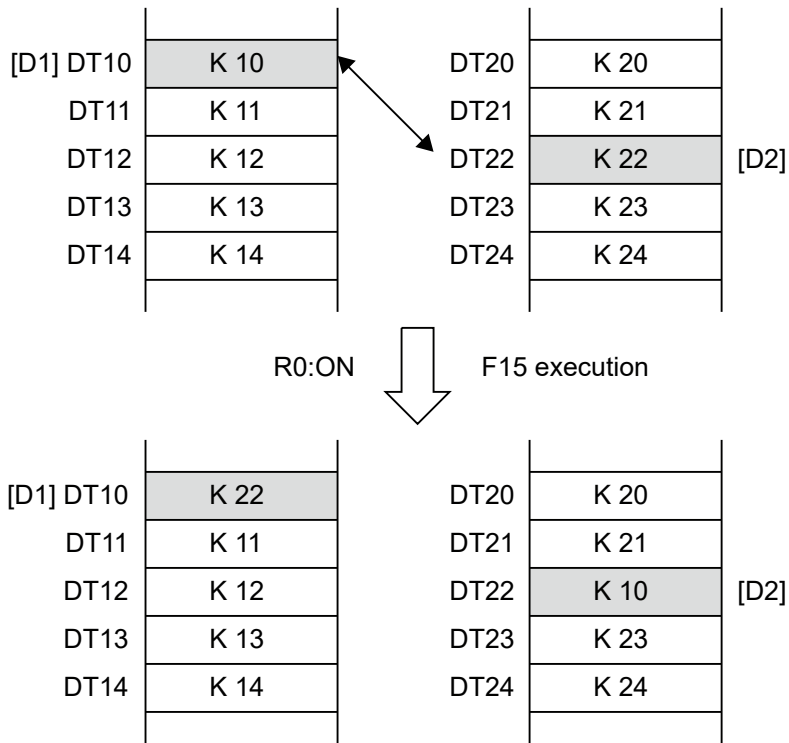 [D1] DT10 K 10 DT20 K 20
DT11 K 11 DT21 K 21
DT12 K 12 DT22 K 22 [D2]
DT13 K 13 DT23 K 23
DT14 K 14 DT24 K 24
R0:ON F15 execution
[D1] DT10 K 22 DT20 K 20
DT11 K 11 DT21 K 21
DT12 K 12 DT22 K 10 [D2]
DT13 K 13 DT23 K 23
DT14 K 14 DT24 K 24